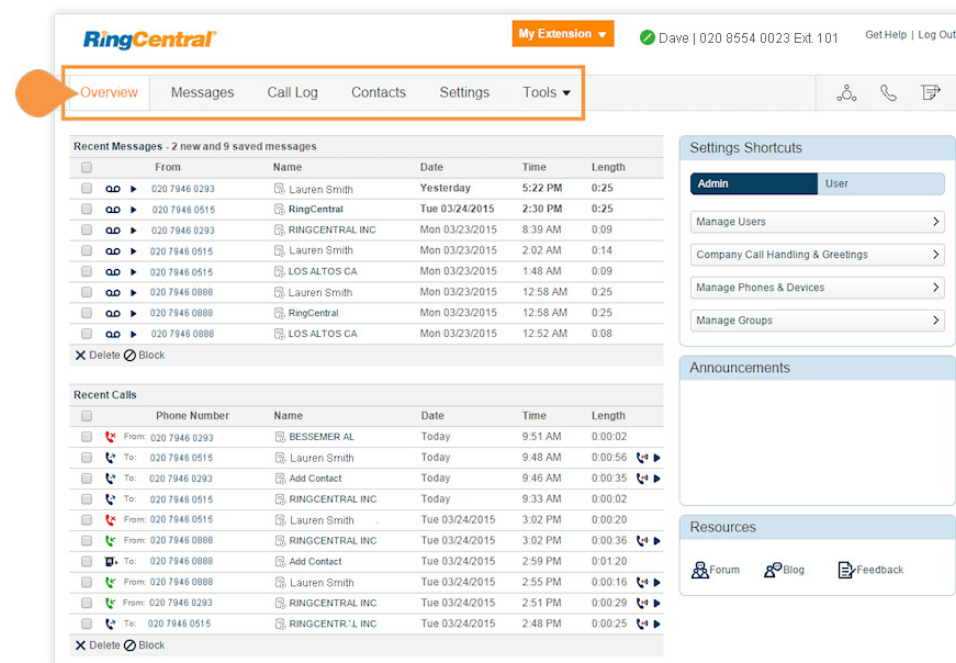 RingCentral
My Extension
Dave | 020 8554 0023 Ext. 101
Get Help | Log Out
Overview Messages Call Log Contacts Settings Tools
Recent Messages - 2 new and 9 saved messages
From Name Date Time Length
020 7946 0293 Lauren Smith Yesterday 5:22 PM 0:25
020 7946 0515 RingCentral Tue 03/24/2015 2:30 PM 0:25
020 7946 0293 RINGCENTRAL INC Mon 03/23/2015 8:39 AM 0:09
020 7946 0515 Lauren Smith Mon 03/23/2015 2:02 AM 0:14
020 7946 0515 LOS ALTOS CA Mon 03/23/2015 1:48 AM 0:09
020 7946 0888 Lauren Smith Mon 03/23/2015 12:58 AM 0:25
020 7946 0888 RingCentral Mon 03/23/2015 12:58 AM 0:25
020 7946 0888 LOS ALTOS CA Mon 03/23/2015 12:52 AM 0:08
Delete Block
Recent Calls
Phone Number Name Date Time Length
From: 020 7946 0293 BESSEMER AL Today 9:51 AM 0:00:02
To: 020 7946 0515 Lauren Smith Today 9:48 AM 0:00:56
To: 020 7946 0293 Add Contact Today 9:46 AM 0:00:35
To: 020 7946 0515 RINGCENTRAL INC Today 9:33 AM 0:00:02
From: 020 7946 0515 Lauren Smith Tue 03/24/2015 3:02 PM 0:00:20
From: 020 7946 0888 RINGCENTRAL INC Tue 03/24/2015 3:02 PM 0:00:36
To: 020 7946 0888 Add Contact Tue 03/24/2015 2:59 PM 0:01:20
From: 020 7946 0888 Lauren Smith Tue 03/24/2015 2:55 PM 0:00:16
From: 020 7946 0293 RINGCENTRAL INC Tue 03/24/2015 2:51 PM 0:00:29
To: 020 7946 0515 RINGCENTRAL INC Tue 03/24/2015 2:48 PM 0:00:25
Delete Block
Settings Shortcuts
Admin User
Manage Users
Company Call Handling & Greetings
Manage Phones & Devices
Manage Groups
Announcements
Resources
Forum Blog Feedback